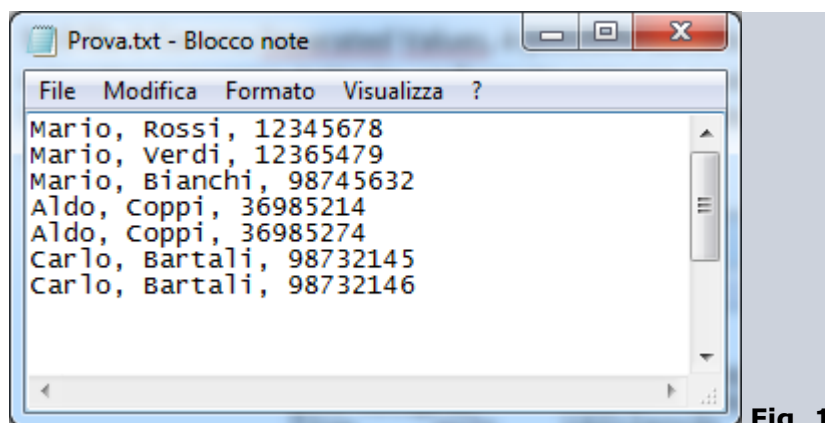 Prova.txt - Blocco note
File Modifica Formato Visualizza ?
Mario, Rossi, 12345678
Mario, Verdi, 12365479
Mario, Bianchi, 98745632
Aldo, Coppi, 36985214
Aldo, Coppi, 36985274
Carlo, Bartali, 98732145
Carlo, Bartali, 98732146
Fig. 1